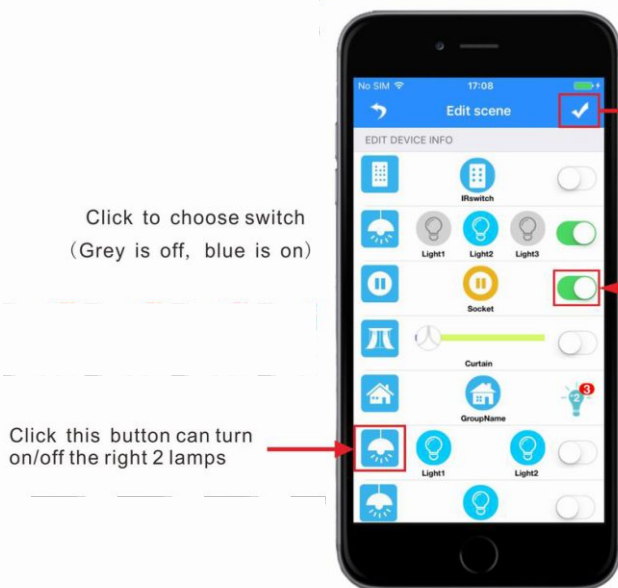 No SIM 17:08
Edit scene
EDIT DEVICE INFO
IRswitch
Click to choose switch
(Grey is off, blue is on)
Light1 Light2 Light3
Socket
Curtain
2 3
GroupName
Click this button can turn
on/off the right 2 lamps
Light1 Light2